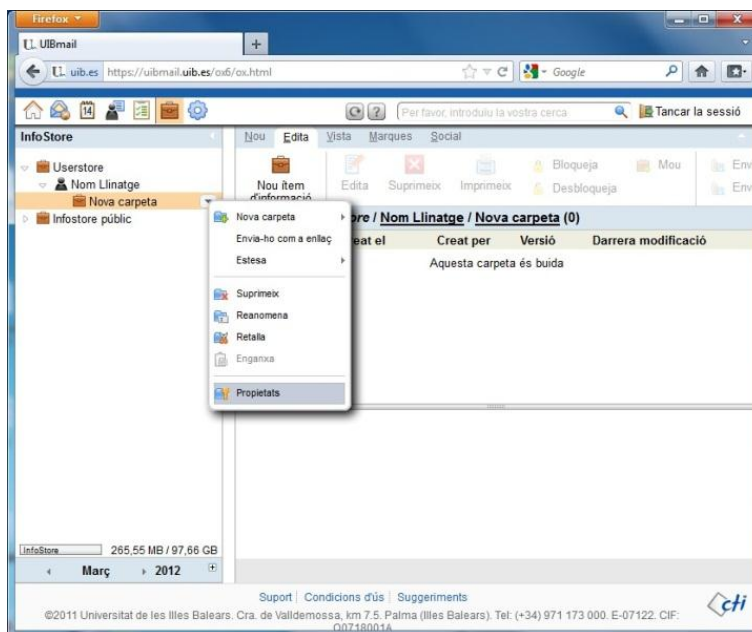 Firefox
UIBmail
uib.es https://uibmail.uib.es/ox6/ox.html
Google
14
Per favor, introduïu la vostra cerca
Tancar la sessió
InfoStore
Nou Edita Vista Marques Social
Userstore
Nom Llinatge
Nova carpeta
Infostore públic
Nou ítem
d'informació
Edita Suprimeix Imprimeix
Bloqueja
Desbloqueja
Mou
Env
Env
ore / Nom Llinatge / Nova carpeta (0)
eat el Creat per Versió Darrera modificació
Aquesta carpeta és buida
Nova carpeta
Envia-ho com a enllaç
Estesa
Suprimeix
Reanomena
Retalla
Enganxa
Propietats
InfoStore 265,55 MB / 97,66 GB
Març 2012
Suport | Condicions d'ús | Suggeriments
©2011 Universitat de les Illes Balears. Cra. de Valldemossa, km 7.5. Palma (Illes Balears). Tel: (+34) 971 173 000. E-07122. CIF:
Q0718001A
cti